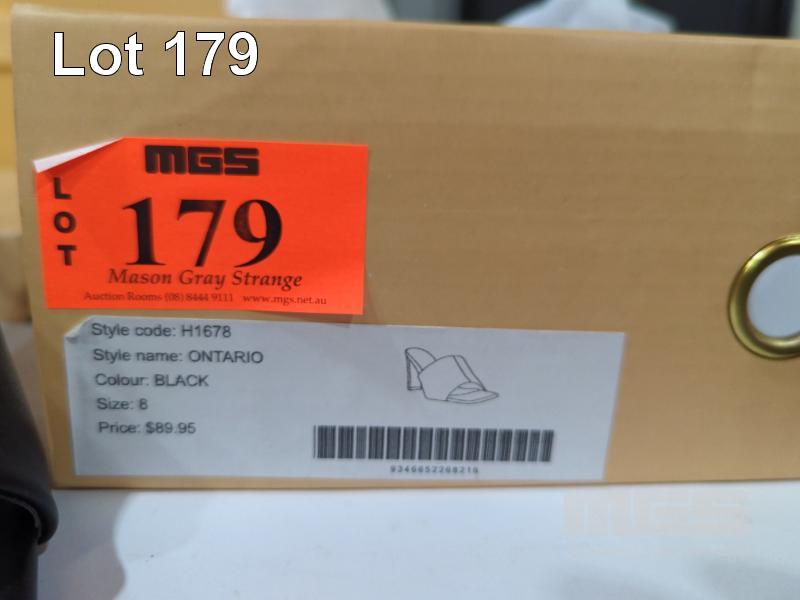 Lot 179
MGS
LOT
179
Mason Gray Strange
Auction Rooms (08) 8444 9111 www.mgs.net.au
Style code: H1678
Style name: ONTARIO
Colour: BLACK
Size: 8
Price: $89.95
9346652268216
MGS